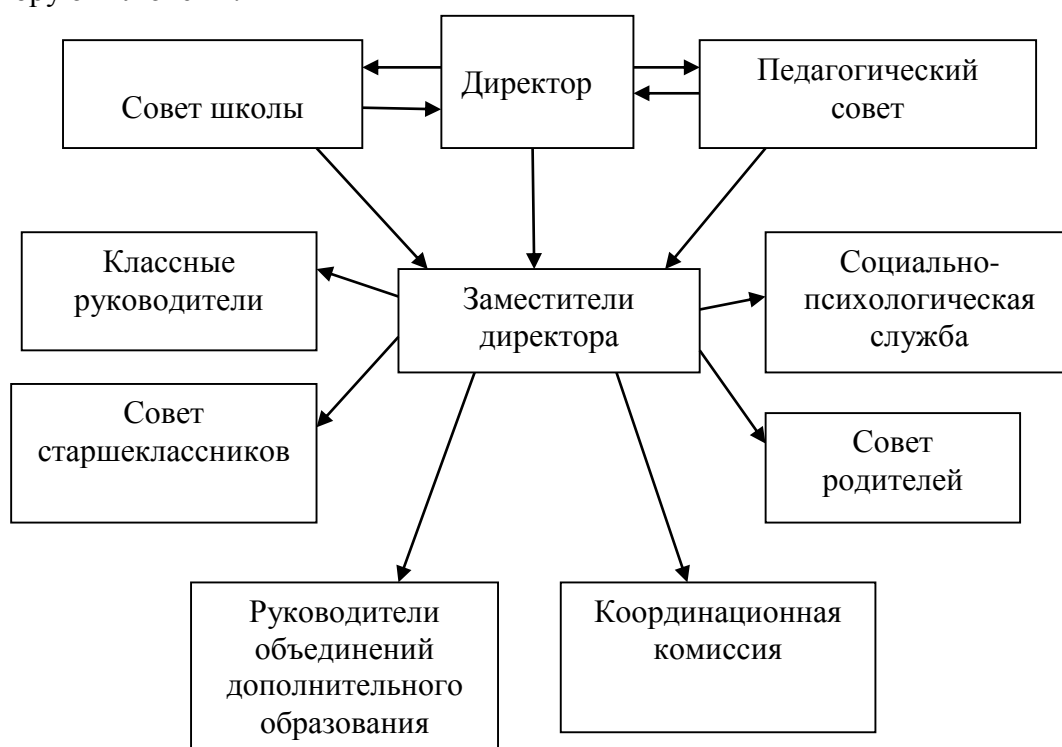 Директор
Совет школы
Педагогический
совет
Классные
руководители
Заместители
директора
Социально-
психологическая
служба
Совет
старшеклассников
Совет
родителей
Руководители
объединений
дополнительного
образования
Координационная
комиссия